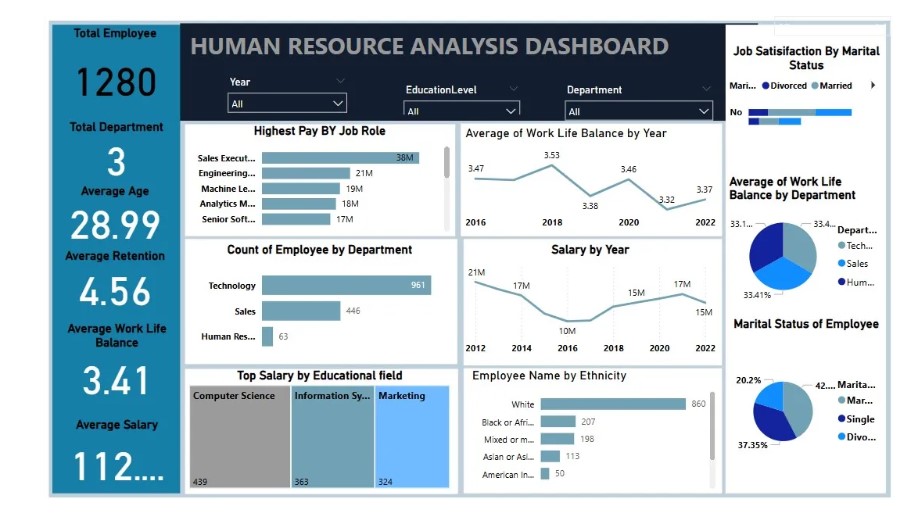 Total Employee
1280
Total Department
3
Average Age
28.99
Average Retention
4.56
Average Work Life
Balance
3.41
Average Salary
112....
HUMAN RESOURCE ANALYSIS DASHBOARD
Year
All
EducationLevel
All
Department
All
Highest Pay BY Job Role
Sales Execut... 38M
Engineering... 21M
Machine Le... 19M
Analytics M... 18M
Senior Soft... 17M
Average of Work Life Balance by Year
3.47 3.53 3.38 3.46 3.32 3.37
2016 2018 2020 2022
Count of Employee by Department
Technology 961
Sales 446
Human Res... 63
Salary by Year
21M 17M 10M 15M 17M 15M
2012 2014 2016 2018 2020 2022
Top Salary by Educational field
Computer Science Information Sy... Marketing
439 363 324
Employee Name by Ethnicity
White 860
Black or Afri... 207
Mixed or m... 198
Asian or Asi... 113
American In... 50
Job Satisifaction By Marital
Status
Mari... Divorced Married
No
Average of Work Life
Balance by Department
33.1... 33.4... 33.41%
Depart...
Tech...
Sales
Hum...
Marital Status of Employee
20.2% 42.... 37.35%
Marita...
Mar...
Single
Divo...